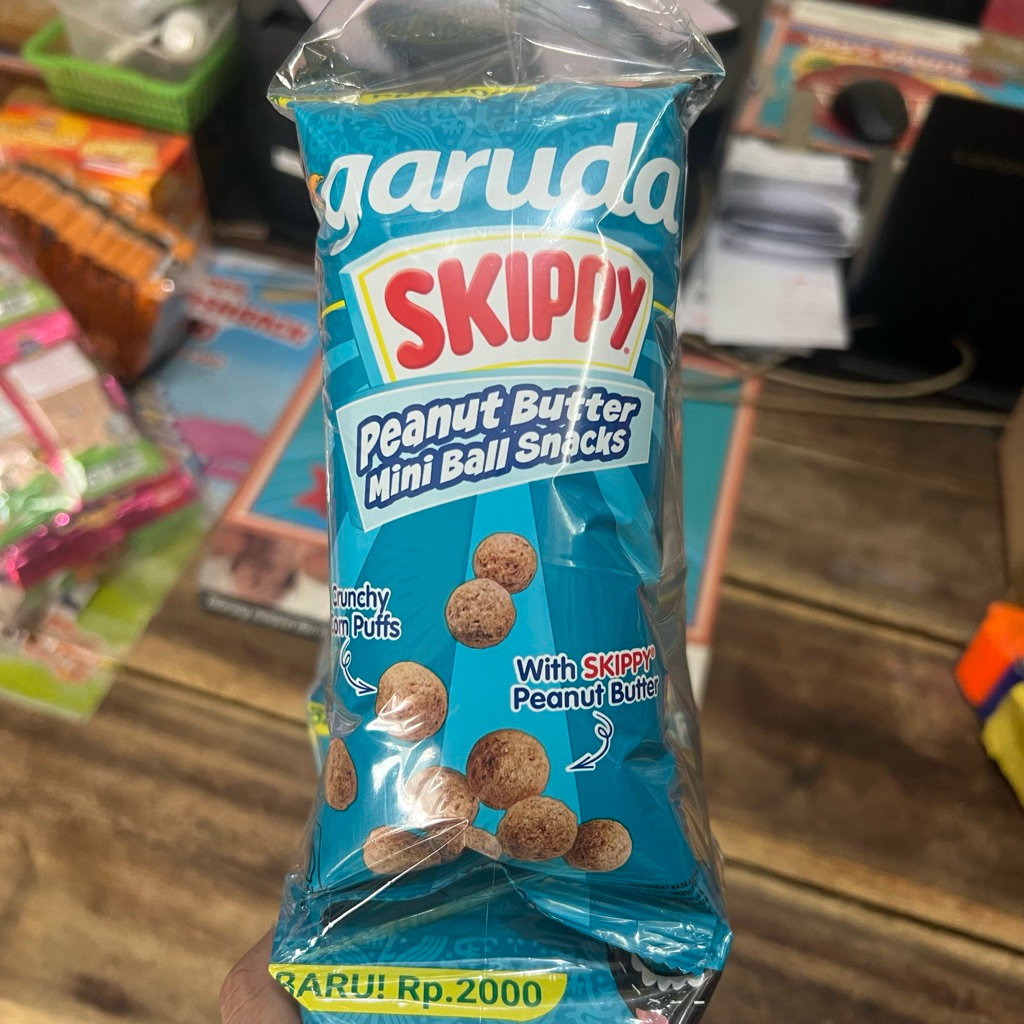 garuda
SKIPPY
Peanut Butter
Mini Ball Snacks
Crunchy
Corn Puffs
With SKIPPY®
Peanut Butter
BARU! Rp.2000